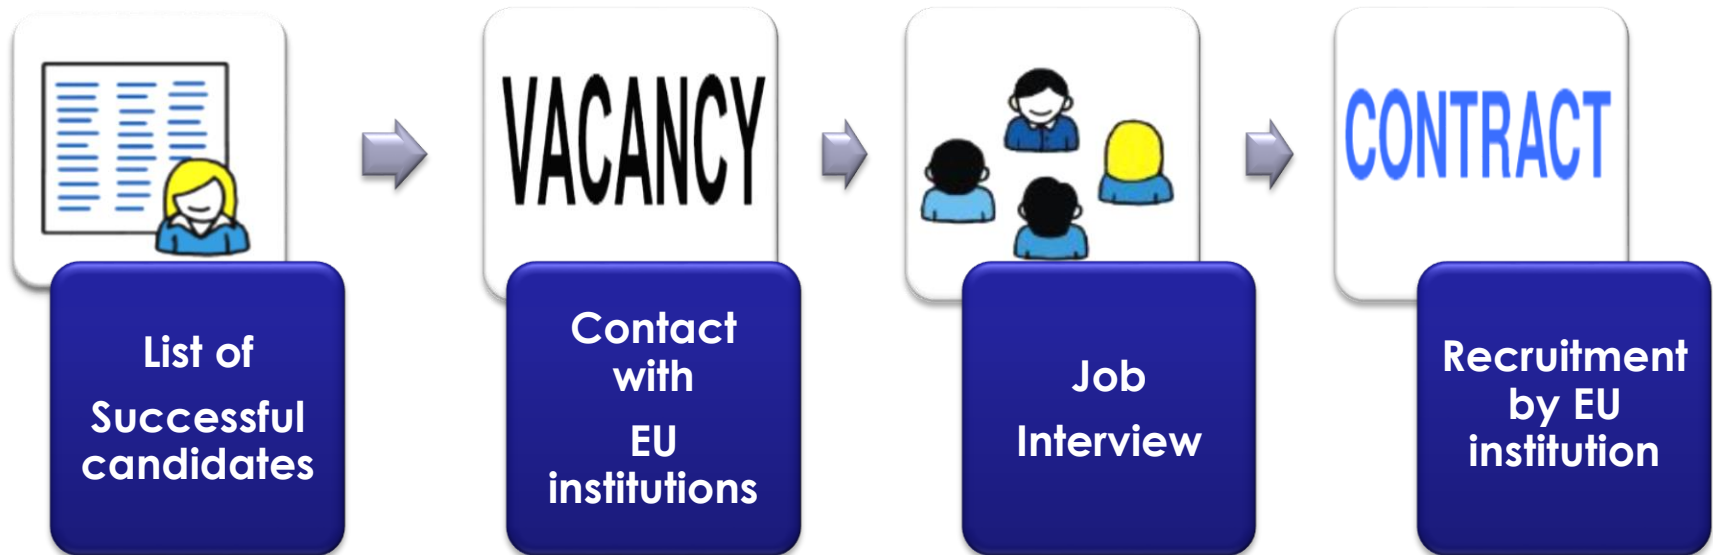 VACANCY
CONTRACT
List of
Successful
candidates
Contact
with
EU
institutions
Job
Interview
Recruitment
by EU
institution